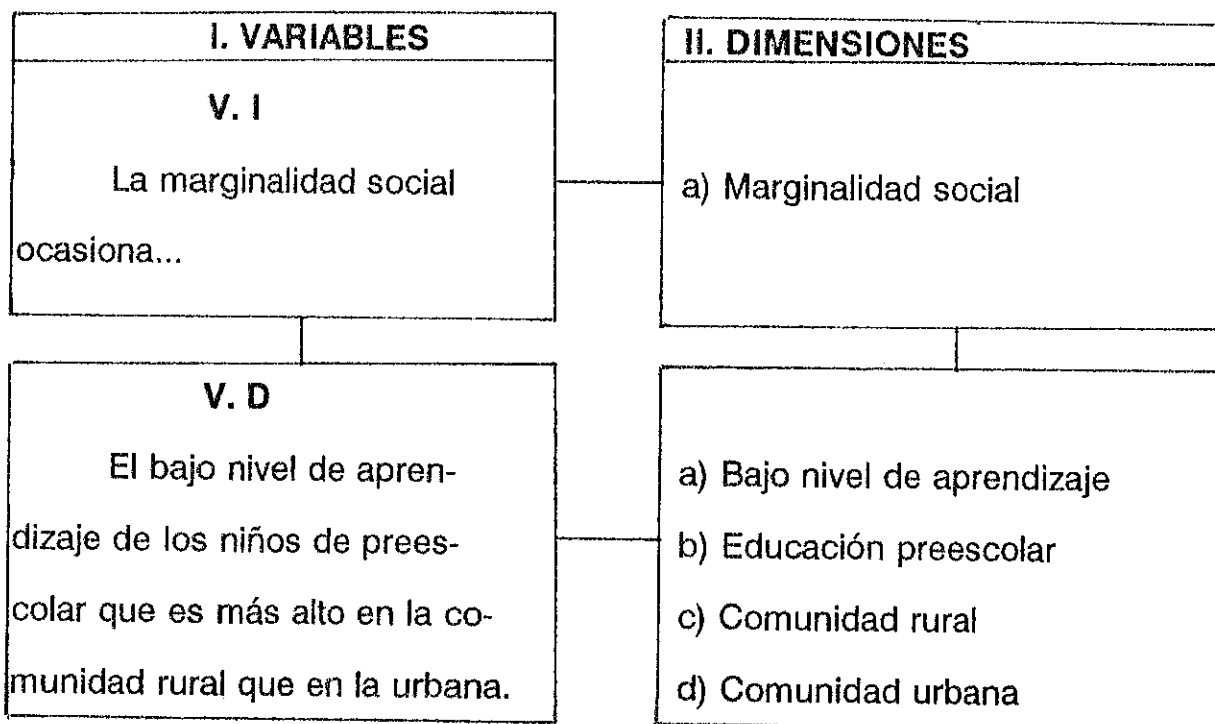 I. VARIABLES
V. I
La marginalidad social
ocasiona...
II. DIMENSIONES
a) Marginalidad social
V. D
El bajo nivel de apren-
dizaje de los niños de prees-
colar que es más alto en la co-
munidad rural que en la urbana.
a) Bajo nivel de aprendizaje
b) Educación preescolar
c) Comunidad rural
d) Comunidad urbana